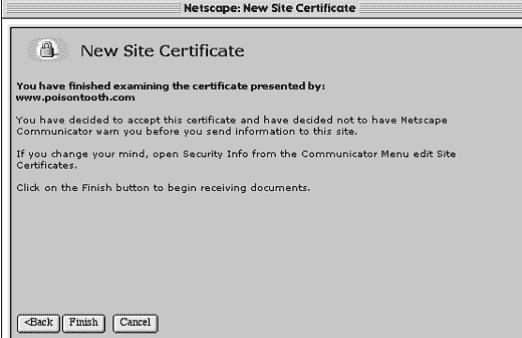 Netscape: New Site Certificate
New Site Certificate
You have finished examining the certificate presented by:
www.poisontooth.com
You have decided to accept this certificate and have decided not to have Netscape
Communicator warn you before you send information to this site.
If you change your mind, open Security Info from the Communicator Menu edit Site
Certificates.
Click on the Finish button to begin receiving documents.
<Back Finish Cancel